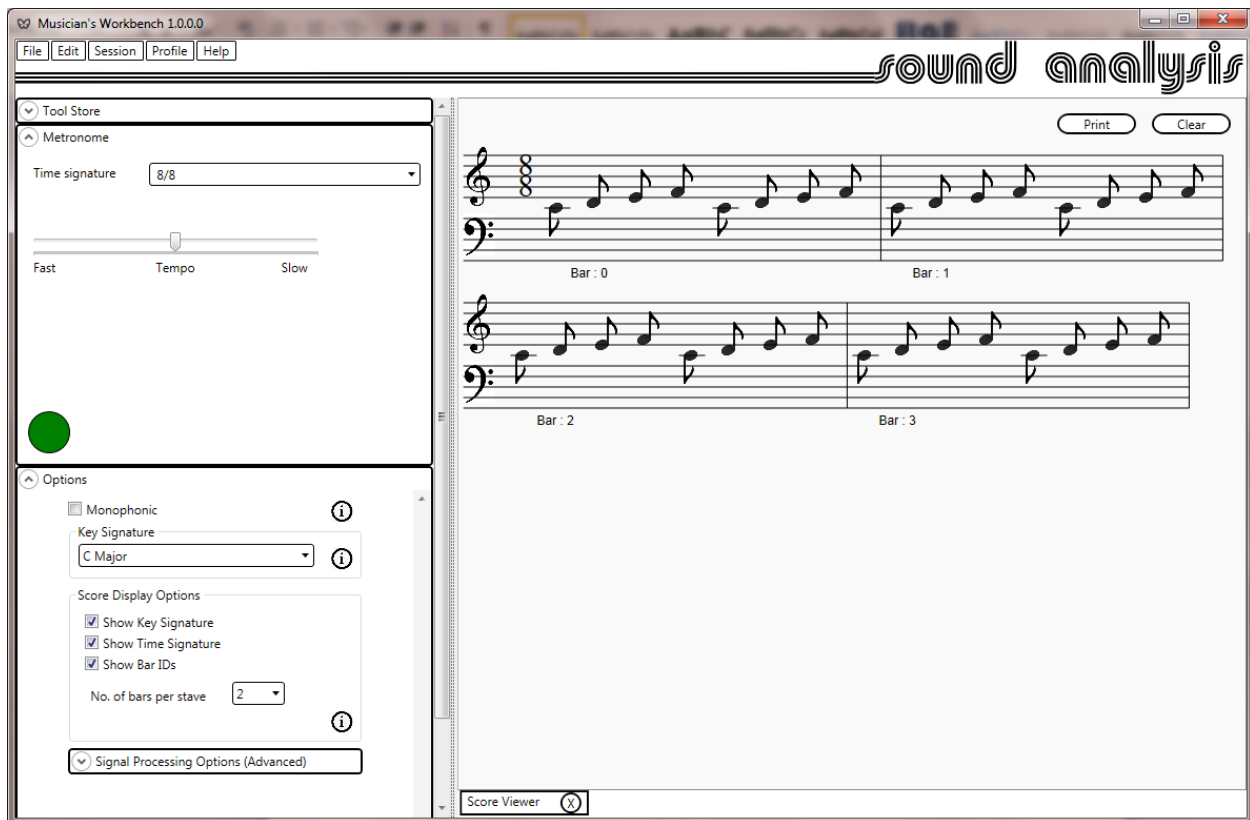 Musician's Workbench 1.0.0.0
File Edit Session Profile Help
sound analysis
Tool Store
Metronome
Time signature 8/8
Fast Tempo Slow
Options
Monophonic
Key Signature
C Major
Score Display Options
Show Key Signature
Show Time Signature
Show Bar IDs
No. of bars per stave 2
Signal Processing Options (Advanced)
Print Clear
8
8
Bar : 0 Bar : 1
Bar : 2 Bar : 3
Score Viewer X